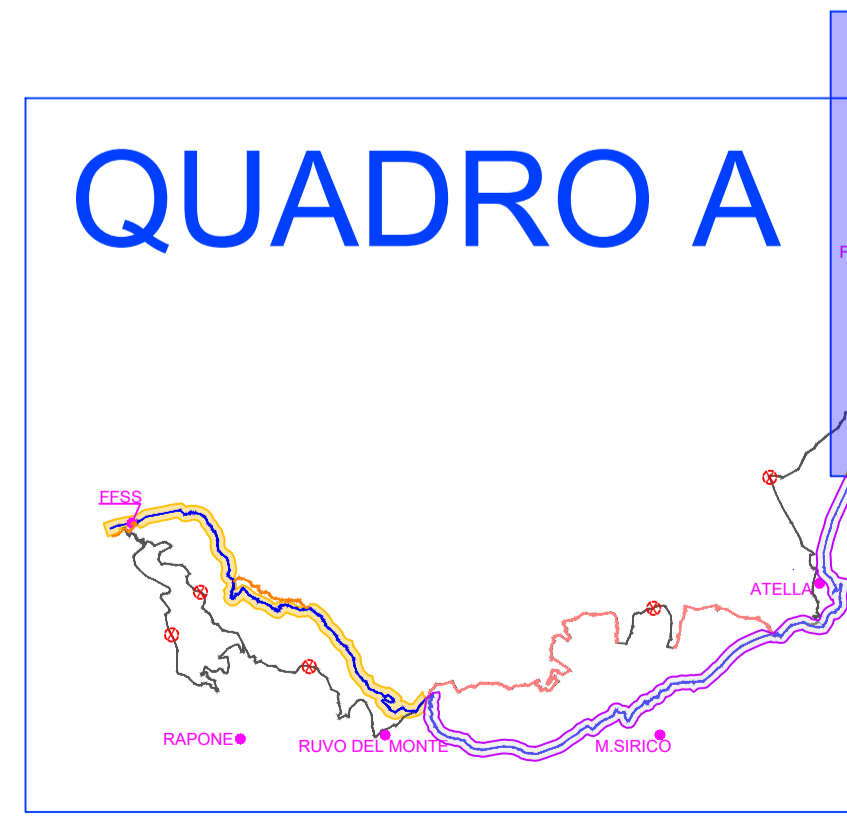 QUADRO A
F
FFSS
ATELLA
RAPONE
RUVO DEL MONTE
M.SIRICO